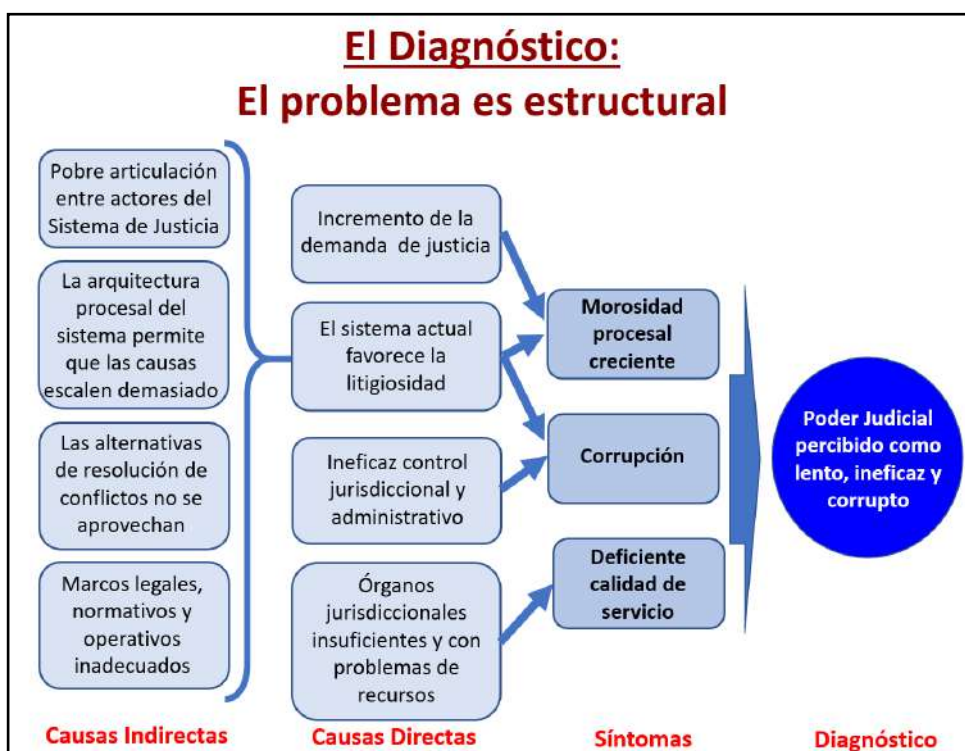 El Diagnóstico:
El problema es estructural
Pobre articulación
entre actores del
Sistema de Justicia
La arquitectura
procesal del
sistema permite
que las causas
escalen demasiado
Las alternativas
de resolución de
conflictos no se
aprovechan
Marcos legales,
normativos y
operativos
inadecuados
Causas Indirectas
Incremento de la
demanda de justicia
El sistema actual
favorece la
litigiosidad
Ineficaz control
jurisdiccional y
administrativo
Órganos
jurisdiccionales
insuficientes y con
problemas de
recursos
Causas Directas
Morosidad
procesal
creciente
Corrupción
Deficiente
calidad de
servicio
Síntomas
Poder Judicial
percibido como
lento, ineficaz y
corrupto
Diagnóstico